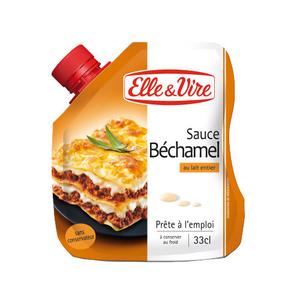 Elle & Vire
Sauce
Béchamel
au lait entier
Prête à l'emploi
à conserver
au froid
33cl
sans
conservateur